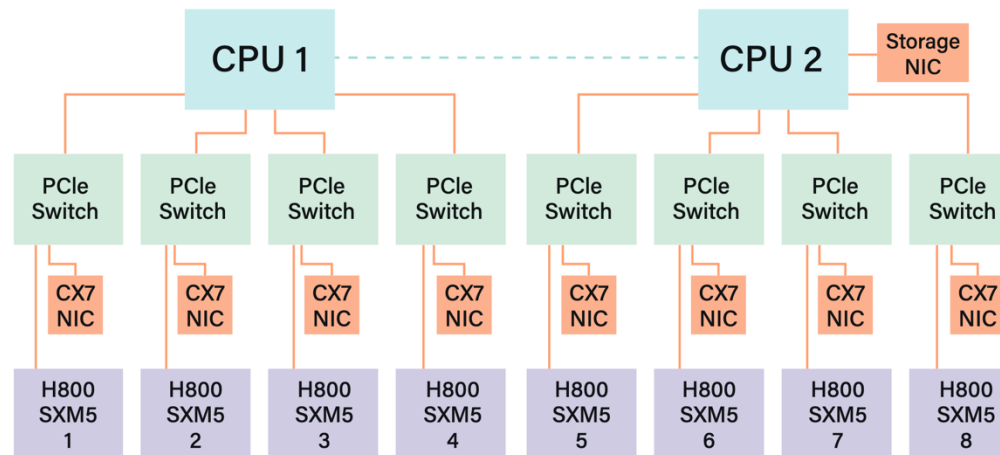 CPU 1
CPU 2
Storage
NIC
PCIe
Switch
PCIe
Switch
PCIe
Switch
PCIe
Switch
PCIe
Switch
PCIe
Switch
PCIe
Switch
PCIe
Switch
CX7
NIC
CX7
NIC
CX7
NIC
CX7
NIC
CX7
NIC
CX7
NIC
CX7
NIC
CX7
NIC
H800
SXM5
1
H800
SXM5
2
H800
SXM5
3
H800
SXM5
4
H800
SXM5
5
H800
SXM5
6
H800
SXM5
7
H800
SXM5
8